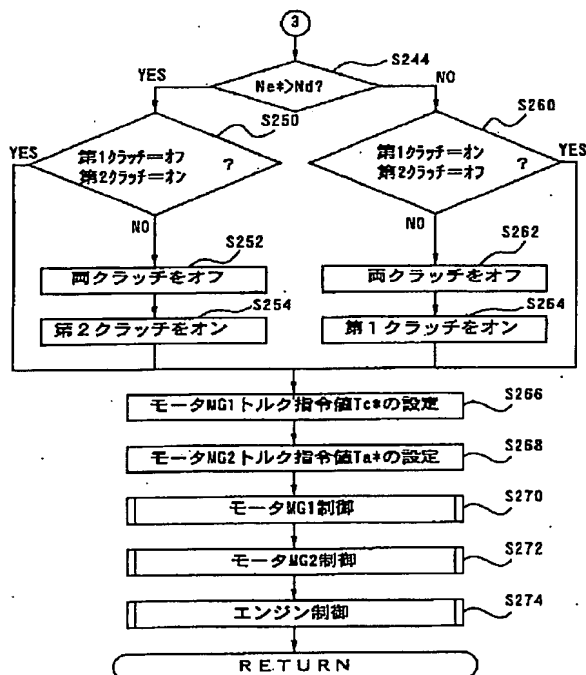 3
S244
YES
Ne*>Nd?
NO
S250
S260
YES
第1クラッチ=オフ
第2クラッチ=オン
?
第1クラッチ=オン
第2クラッチ=オフ
?
YES
NO
NO
S252
S262
両クラッチをオフ
両クラッチをオフ
S254
S264
第2クラッチをオン
第1クラッチをオン
S266
モータMG1トルク指令値Tc*の設定
S268
モータMG2トルク指令値Ta*の設定
S270
モータMG1制御
S272
モータMG2制御
S274
エンジン制御
RETURN